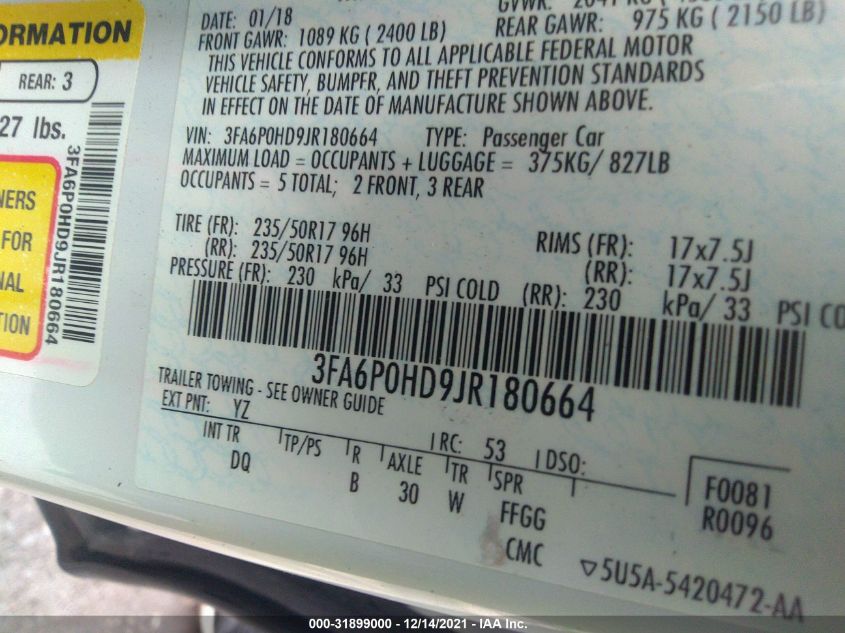 ORMATION
REAR: 3
27 lbs.
NERS
FOR
NAL
TION
3FA6P0HD9JR180664
DATE: 01/18
FRONT GAWR: 1089 KG ( 2400 LB)
REAR GAWR: 975 KG ( 2150 LB)
THIS VEHICLE CONFORMS TO ALL APPLICABLE FEDERAL MOTOR
VEHICLE SAFETY, BUMPER, AND THEFT PREVENTION STANDARDS
IN EFFECT ON THE DATE OF MANUFACTURE SHOWN ABOVE.
VIN: 3FA6P0HD9JR180664 TYPE: Passenger Car
MAXIMUM LOAD = OCCUPANTS + LUGGAGE = 375KG/ 827LB
OCCUPANTS = 5 TOTAL; 2 FRONT, 3 REAR
TIRE (FR): 235/50R17 96H RIMS (FR): 17x7.5J
(RR): 235/50R17 96H (RR): 17x7.5J
PRESSURE (FR): 230 kPa/ 33 PSI COLD (RR): 230 kPa/ 33 PSI CO
3FA6P0HD9JR180664
TRAILER TOWING - SEE OWNER GUIDE
EXT PNT: YZ RC: 53 DSO:
INT TR TP/PS R AXLE TR SPR
DQ B 30 W FFGG
CMC
F0081
R0096
5U5A-5420472-AA
000-31899000 - 12/14/2021 - IAA Inc.